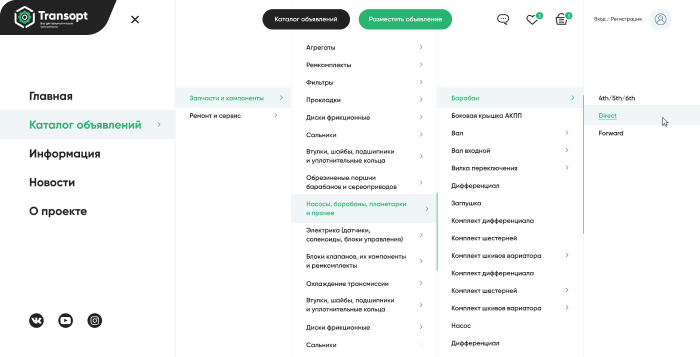 Transopt
Каталог объявлений
Разместить объявление
Вход / Регистрация
Главная
Каталог объявлений
Информация
Новости
О проекте
Запчасти и компоненты
Ремонт и сервис
Агрегаты
Ремкомплекты
Фильтры
Прокладки
Диски фрикционные
Сальники
Втулки, шайбы, подшипники
и уплотнительные кольца
Обрезиненые поршни
барабанов и сервоприводов
Насосы, барабаны, планетарки
и прочее
Электрика (датчики,
соленоиды, блоки управления)
Блоки клапанов, их компоненты
и ремкомплекты
Охлаждение трансмиссии
Втулки, шайбы, подшипники
и уплотнительные кольца
Диски фрикционные
Сальники
Барабан
Боковая крышка АКПП
Вал
Вал входной
Вилка переключения
Дифференциал
Заглушка
Комплект дифференциала
Комплект шестерней
Комплект шкивов вариатора
Комплект дифференциала
Комплект шестерней
Комплект шкивов вариатора
Насос
Дифференциал
4th/5th/6th
Direct
Forward